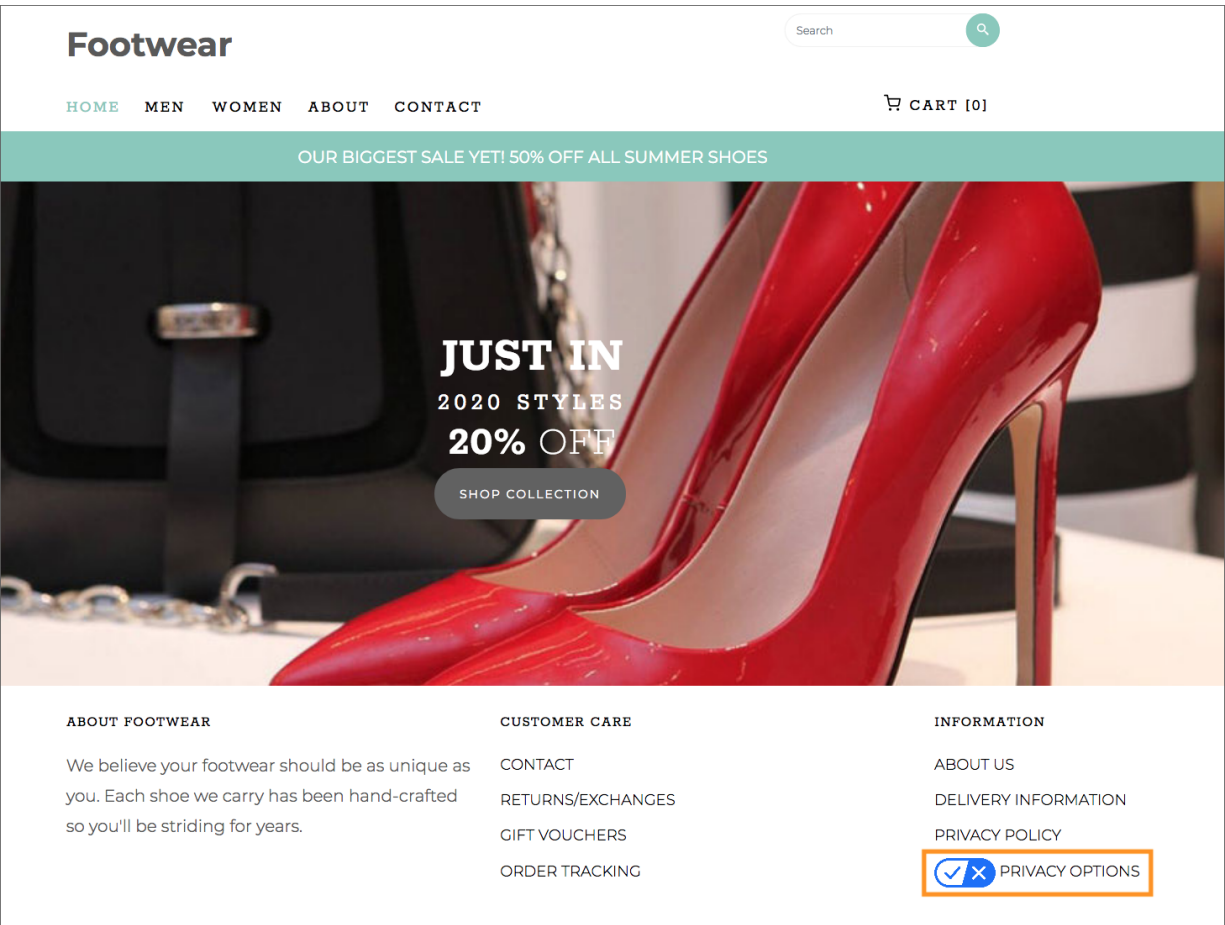 Footwear
Search
HOME MEN WOMEN ABOUT CONTACT
CART [0]
OUR BIGGEST SALE YET! 50% OFF ALL SUMMER SHOES
JUST IN
2020 STYLES
20% OFF
SHOP COLLECTION
ABOUT FOOTWEAR
We believe your footwear should be as unique as
you. Each shoe we carry has been hand-crafted
so you'll be striding for years.
CUSTOMER CARE
CONTACT
RETURNS/EXCHANGES
GIFT VOUCHERS
ORDER TRACKING
INFORMATION
ABOUT US
DELIVERY INFORMATION
PRIVACY POLICY
PRIVACY OPTIONS